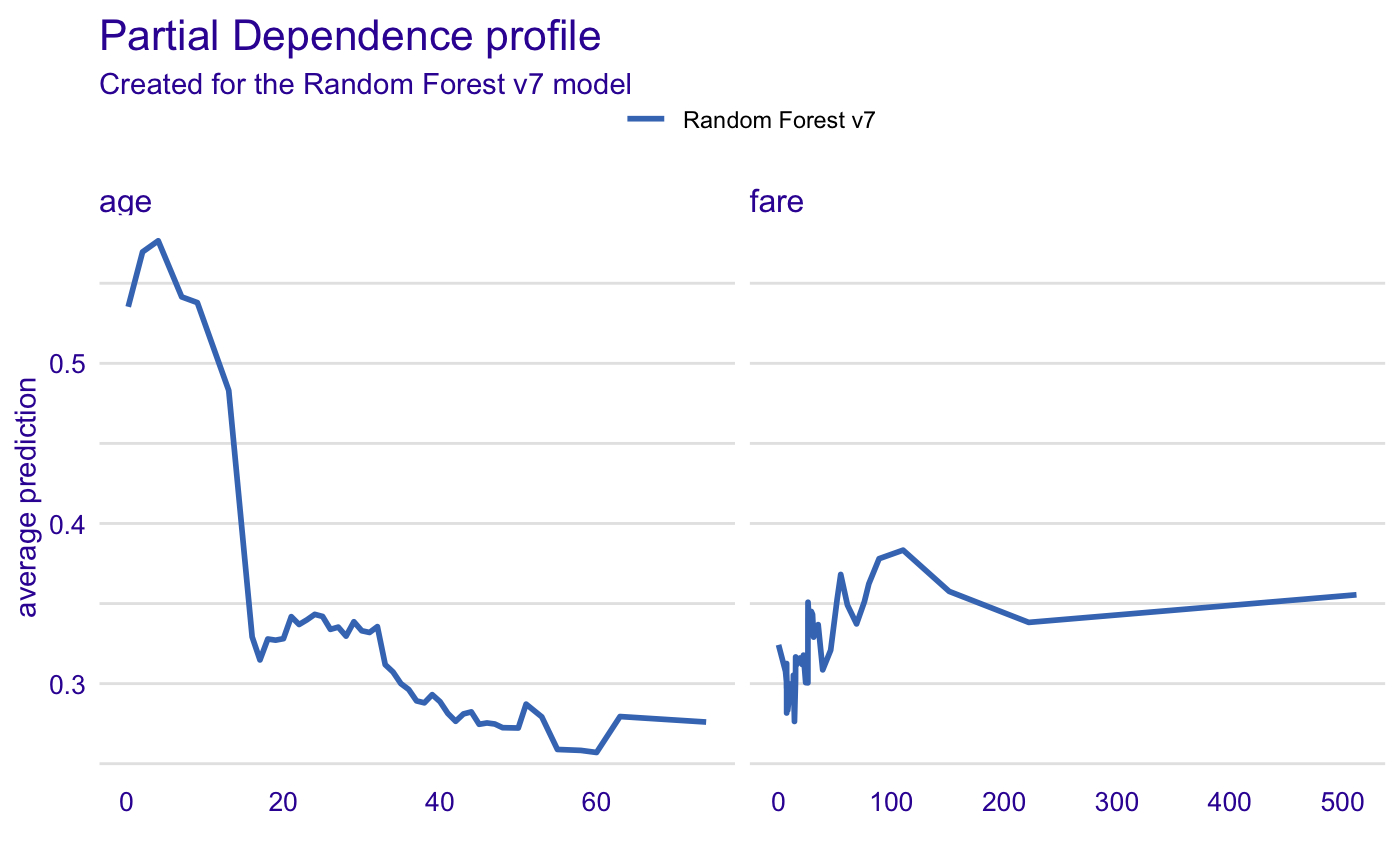 Partial Dependence profile
Created for the Random Forest v7 model
Random Forest v7
age
fare
average prediction
0.5
0.4
0.3
0 20 40 60
0 100 200 300 400 500